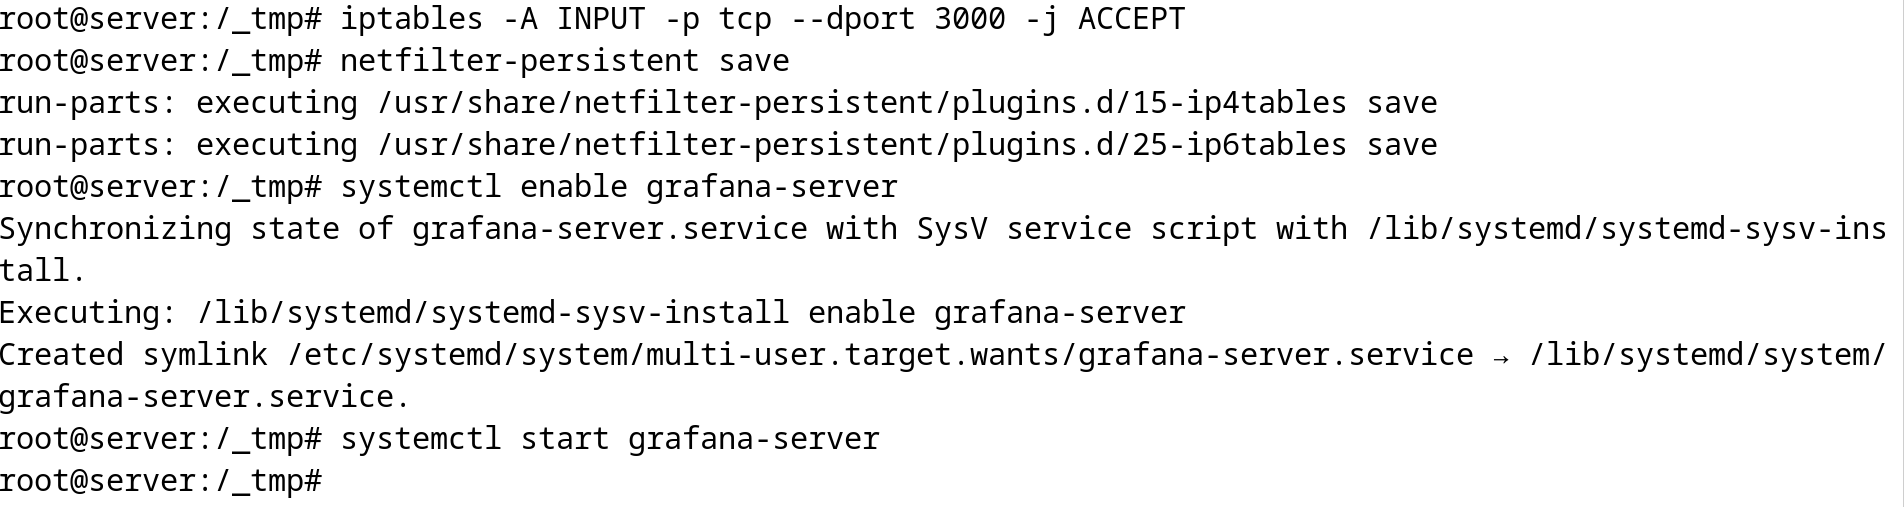 root@server:/_tmp# iptables -A INPUT -p tcp --dport 3000 -j ACCEPT
root@server:/_tmp# netfilter-persistent save
run-parts: executing /usr/share/netfilter-persistent/plugins.d/15-ip4tables save
run-parts: executing /usr/share/netfilter-persistent/plugins.d/25-ip6tables save
root@server:/_tmp# systemctl enable grafana-server
Synchronizing state of grafana-server.service with SysV service script with /lib/systemd/systemd-sysv-ins
tall.
Executing: /lib/systemd/systemd-sysv-install enable grafana-server
Created symlink /etc/systemd/system/multi-user.target.wants/grafana-server.service → /lib/systemd/system/
grafana-server.service.
root@server:/_tmp# systemctl start grafana-server
root@server:/_tmp#